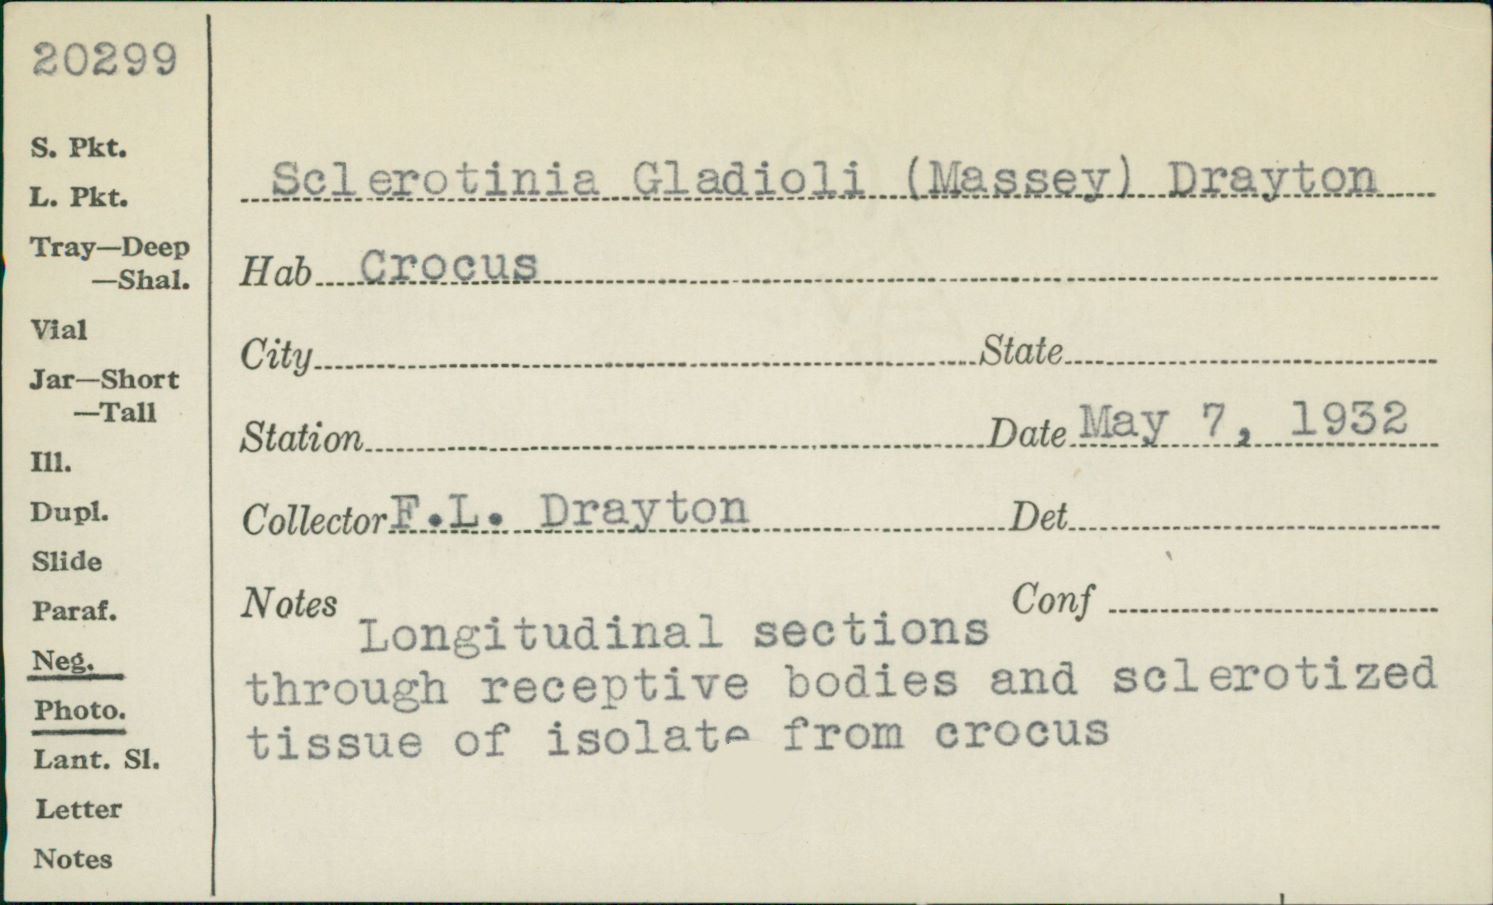 20299
S. Pkt.
L. Pkt.
Tray—Deep
—Shal.
Vial
Jar—Short
—Tall
Ill.
Dupl.
Slide
Paraf.
Neg.
Photo.
Lant. Sl.
Letter
Notes
Sclerotinia Gladioli (Massey) Drayton
Hab Crocus
City State
Station Date May 7, 1932
Collector F.L. Drayton Det
Notes Conf
Longitudinal sections
through receptive bodies and sclerotized
tissue of isolate from crocus